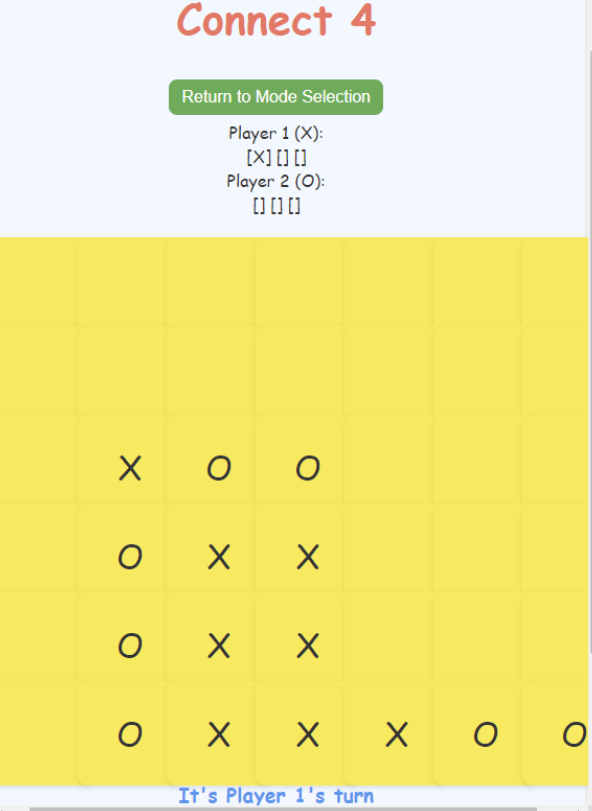 Connect 4
Return to Mode Selection
Player 1 (X):
[X] [] []
Player 2 (O):
[] [] []
X O O
O X X
O X X
O X X X O O
It's Player 1's turn